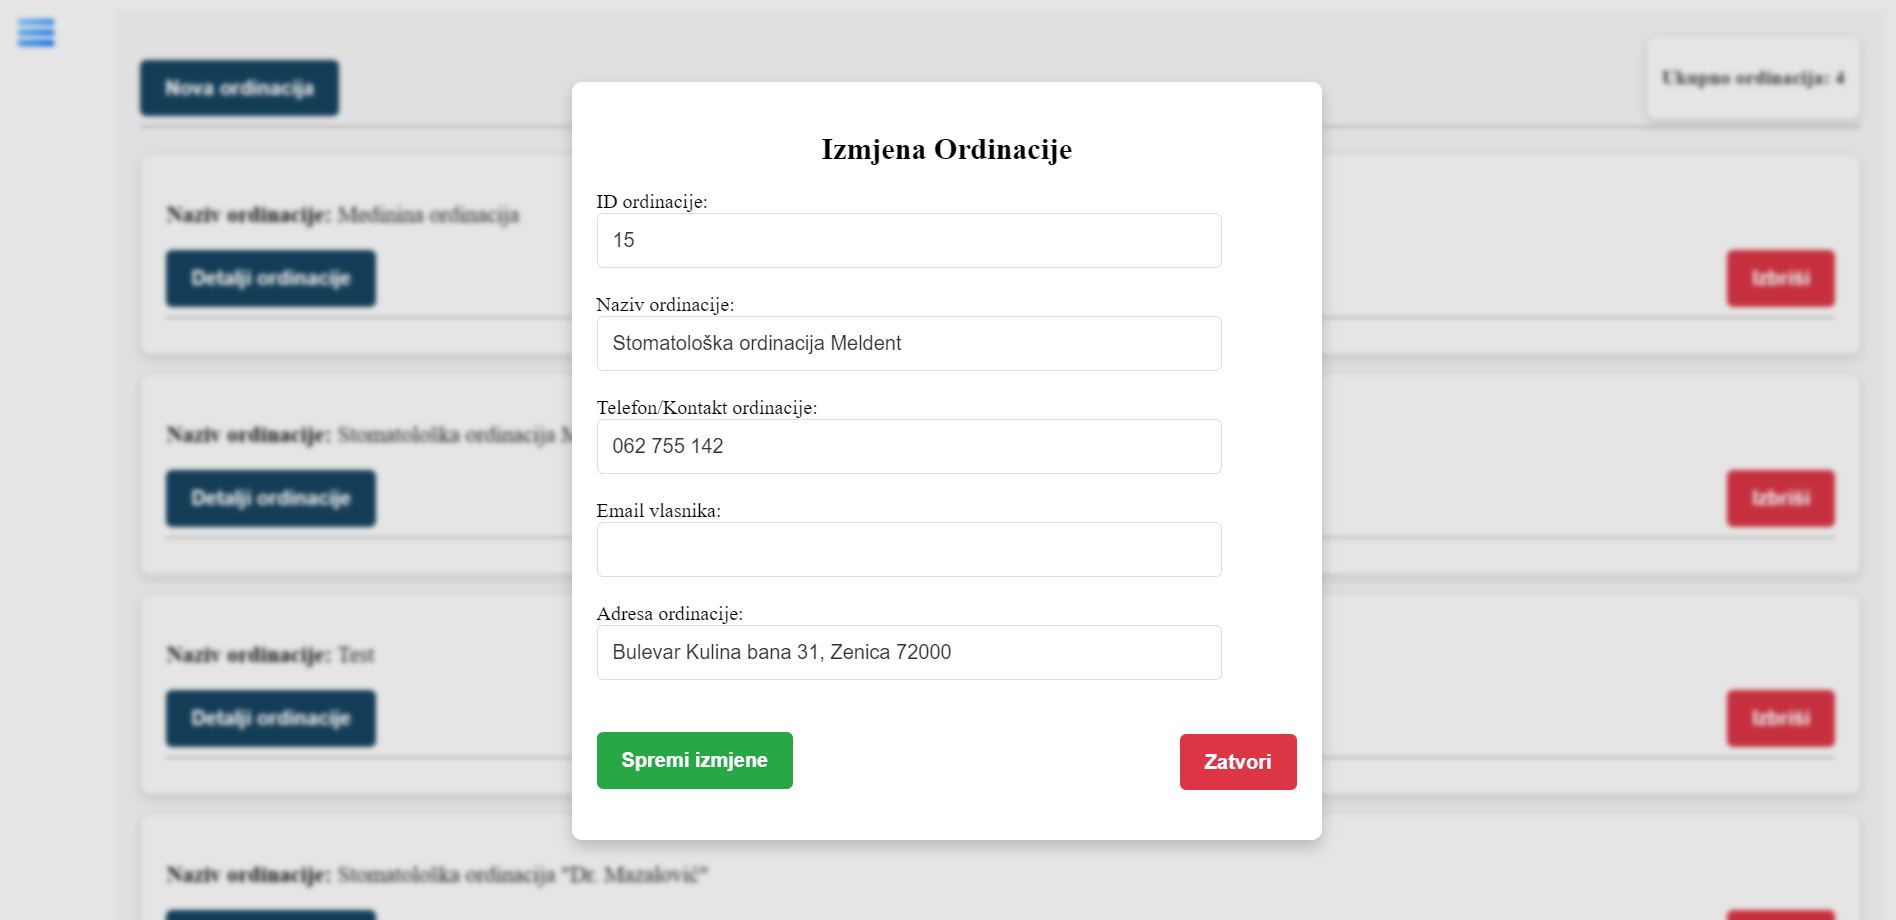 Nova ordinacija
Ukupno ordinacija: 4
Naziv ordinacije: Medinina ordinacija
Detalji ordinacije
Izbriši
Naziv ordinacije: Stomatološka ordinacija M
Detalji ordinacije
Izbriši
Naziv ordinacije: Test
Detalji ordinacije
Izbriši
Naziv ordinacije: Stomatološka ordinacija "Dr. Mazalović"
Izmjena Ordinacije
ID ordinacije:
15
Naziv ordinacije:
Stomatološka ordinacija Meldent
Telefon/Kontakt ordinacije:
062 755 142
Email vlasnika:
Adresa ordinacije:
Bulevar Kulina bana 31, Zenica 72000
Spremi izmjene
Zatvori